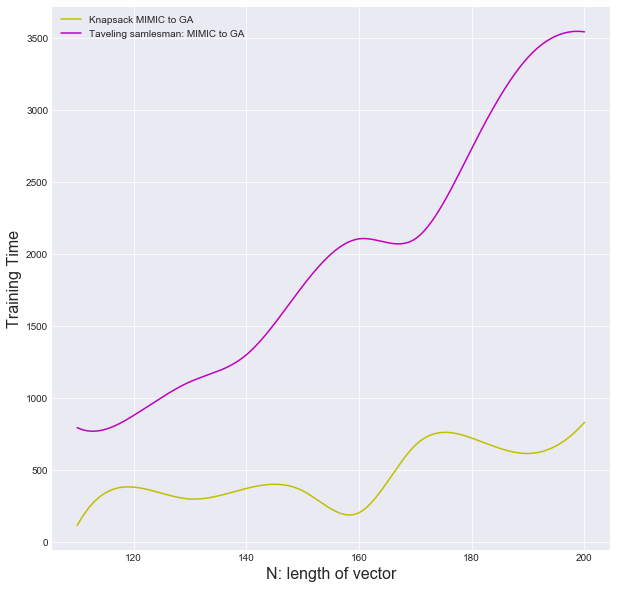 Knapsack MIMIC to GA
Taveling samlesman: MIMIC to GA
3500
3000
2500
2000
1500
1000
500
0
Training Time
120 140 160 180 200
N: length of vector